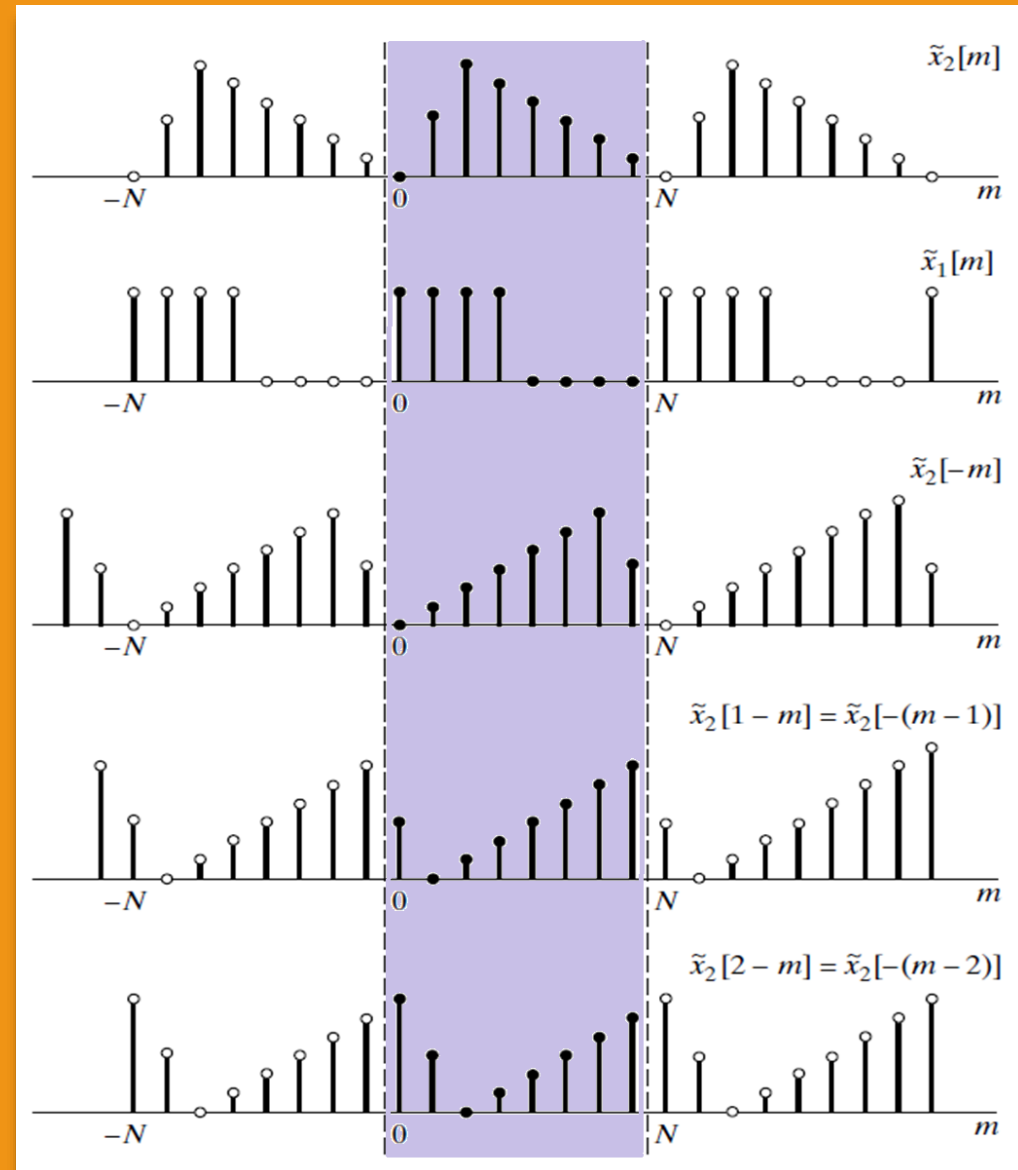 x̃₂[m]
−N 0 N m
x̃₁[m]
−N 0 N m
x̃₂[−m]
−N 0 N m
x̃₂[1 − m] = x̃₂[−(m − 1)]
−N 0 N m
x̃₂[2 − m] = x̃₂[−(m − 2)]
−N 0 N m